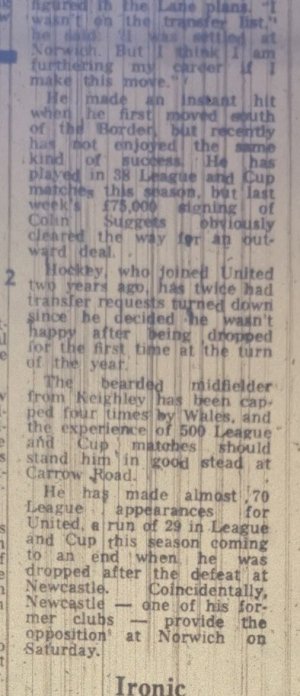 figured in the Lane plans. "I
wasn't on the transfer list,"
he said. "I was settled at
Norwich. But I think I am
furthering my career if I
make this move."
He made an instant hit
when he first moved south
of the Border, but recently
has not enjoyed the same
kind of success. He has
played in 38 League and Cup
matches this season, but last
week's £75,000 signing of
Colin Suggets obviously
cleared the way for an out-
ward deal.
Hockey, who joined United
2
two years ago, has twice had
transfer requests turned down
since he decided he wasn't
happy after being dropped
for the first time at the turn
of the year.
The bearded midfielder
from Keighley has been cap-
ped four times by Wales, and
the experience of 500 League
and Cup matches should
stand him in good stead at
Carrow Road.
He has made almost 70
League appearances for
United, a run of 29 in League
and Cup this season coming
to an end when he was
dropped after the defeat at
Newcastle. Coincidentally,
Newcastle — one of his for-
mer clubs — provide the
opposition at Norwich on
Saturday.
Ironic